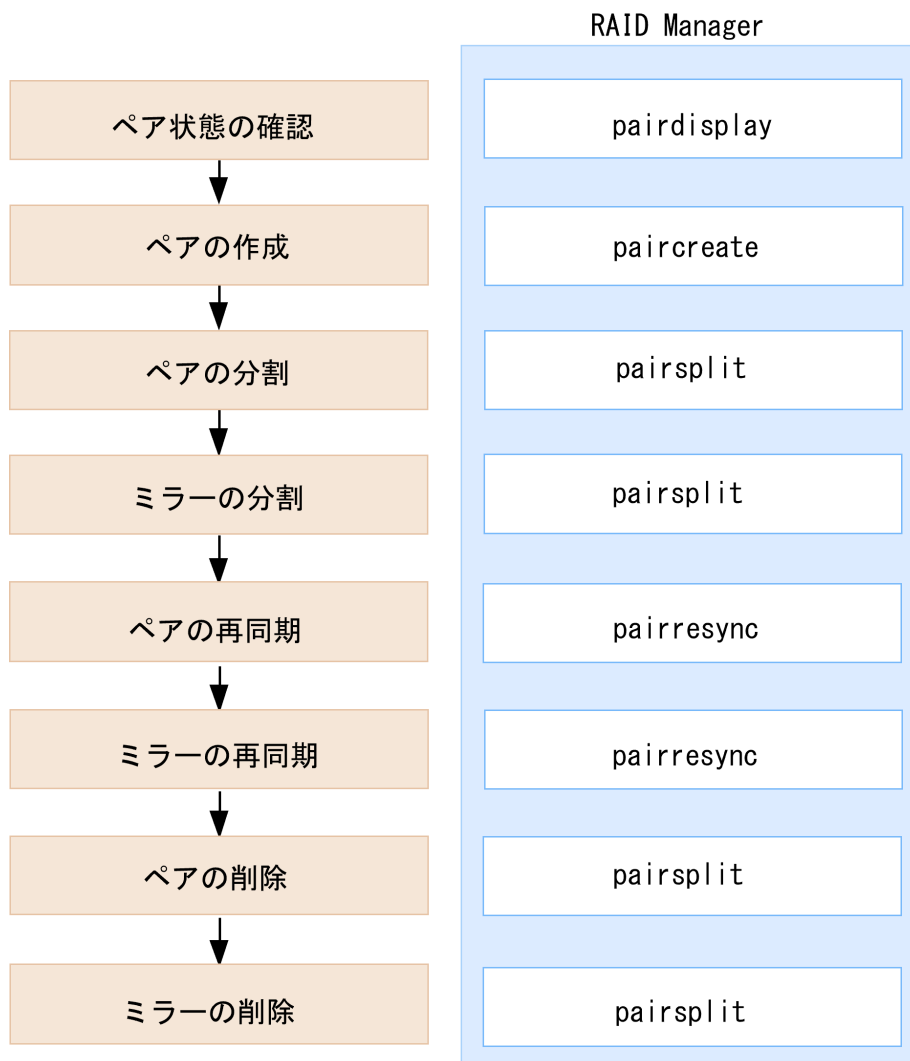 RAID Manager
ペア状態の確認
pairdisplay
ペアの作成
paircreate
ペアの分割
pairsplit
ミラーの分割
pairsplit
ペアの再同期
pairresync
ミラーの再同期
pairresync
ペアの削除
pairsplit
ミラーの削除
pairsplit